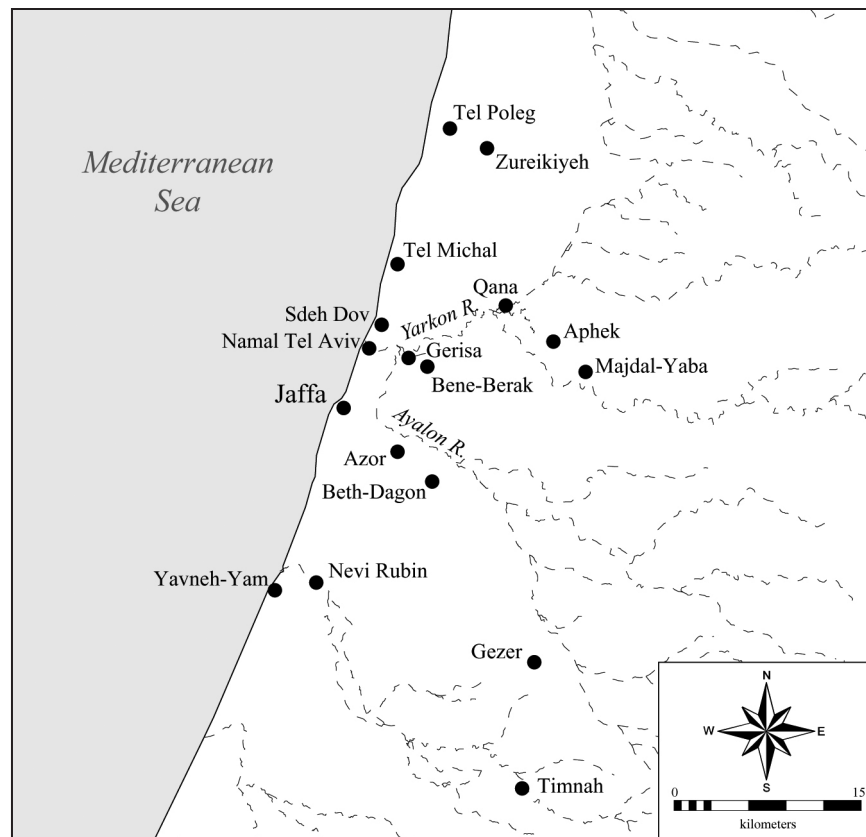 Tel Poleg
Zureikiyeh
Mediterranean
Sea
Tel Michal
Qana
Sdeh Dov
Yarkon R.
Namal Tel Aviv
Gerisa
Aphek
Bene-Berak
Majdal-Yaba
Jaffa
Ayalon R.
Azor
Beth-Dagon
Yavneh-Yam
Nevi Rubin
Gezer
Timnah
N
W
E
S
0
15
kilometers